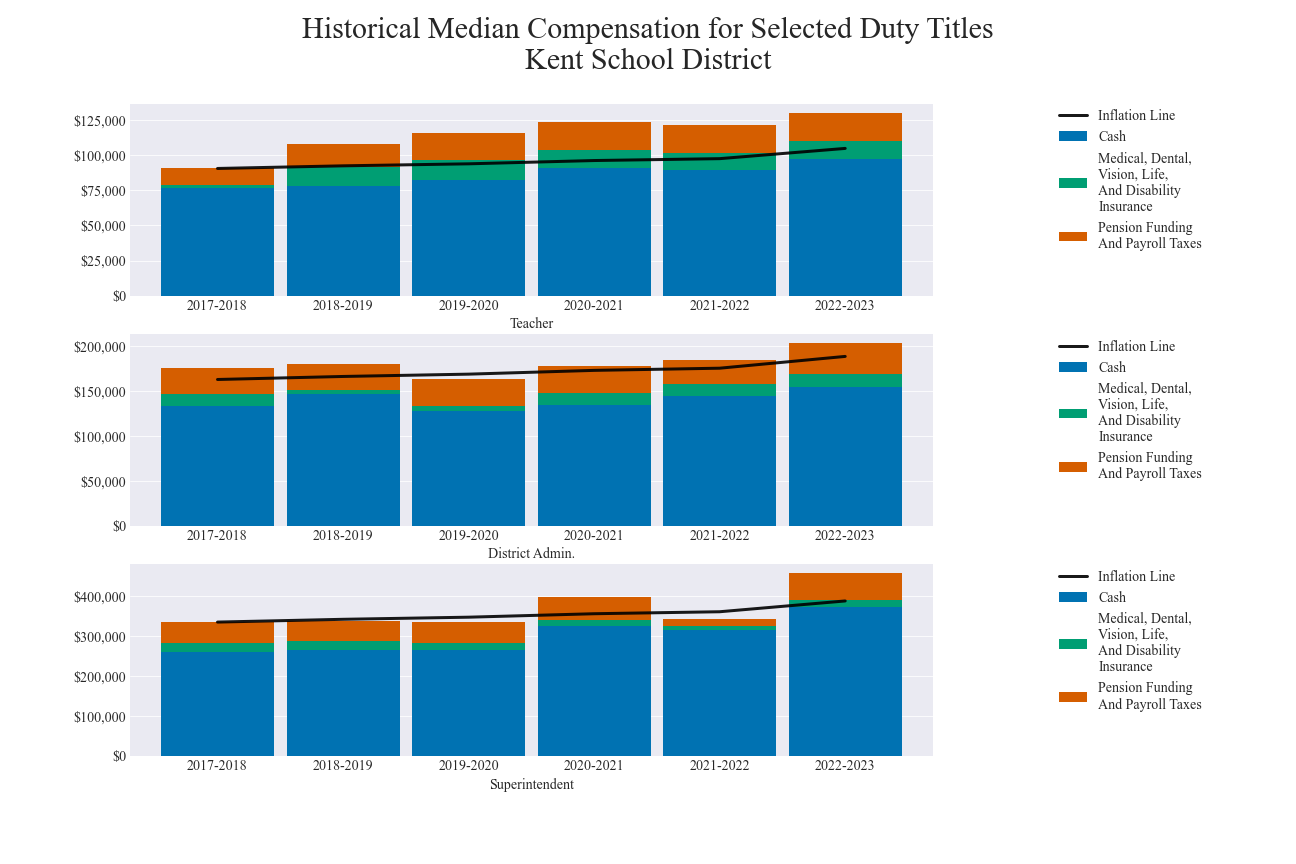 Historical Median Compensation for Selected Duty Titles
Kent School District
$125,000
$100,000
$75,000
$50,000
$25,000
$0
2017-2018
2018-2019
2019-2020
2020-2021
2021-2022
2022-2023
Teacher
Inflation Line
Cash
Medical, Dental,
Vision, Life,
And Disability
Insurance
Pension Funding
And Payroll Taxes
$200,000
$150,000
$100,000
$50,000
$0
2017-2018
2018-2019
2019-2020
2020-2021
2021-2022
2022-2023
District Admin.
Inflation Line
Cash
Medical, Dental,
Vision, Life,
And Disability
Insurance
Pension Funding
And Payroll Taxes
$400,000
$300,000
$200,000
$100,000
$0
2017-2018
2018-2019
2019-2020
2020-2021
2021-2022
2022-2023
Superintendent
Inflation Line
Cash
Medical, Dental,
Vision, Life,
And Disability
Insurance
Pension Funding
And Payroll Taxes